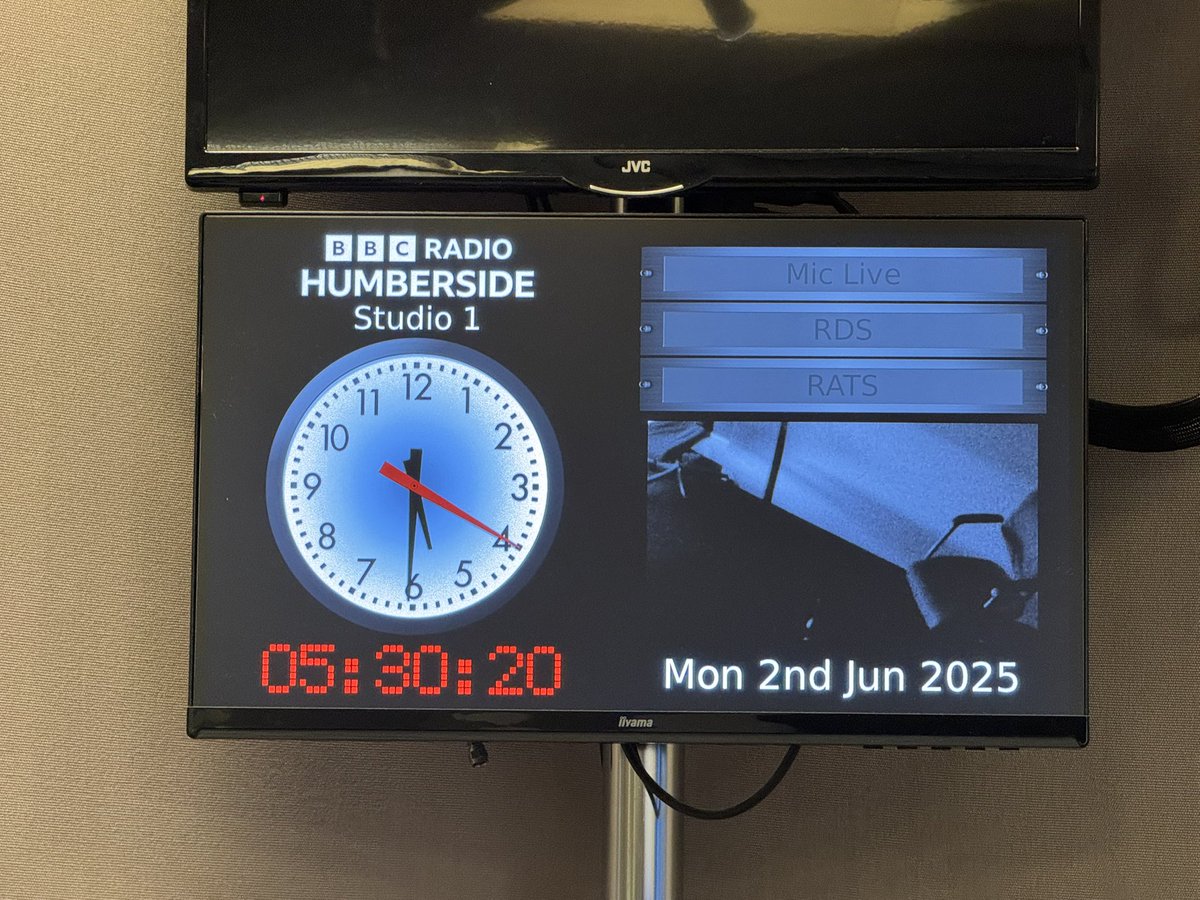 JVC
BBC RADIO
HUMBERSIDE
Studio 1
12
11 1
10 2
9 3
8 4
7 5
6
05:30:20
Mic Live
RDS
RATS
Mon 2nd Jun 2025
iiyama